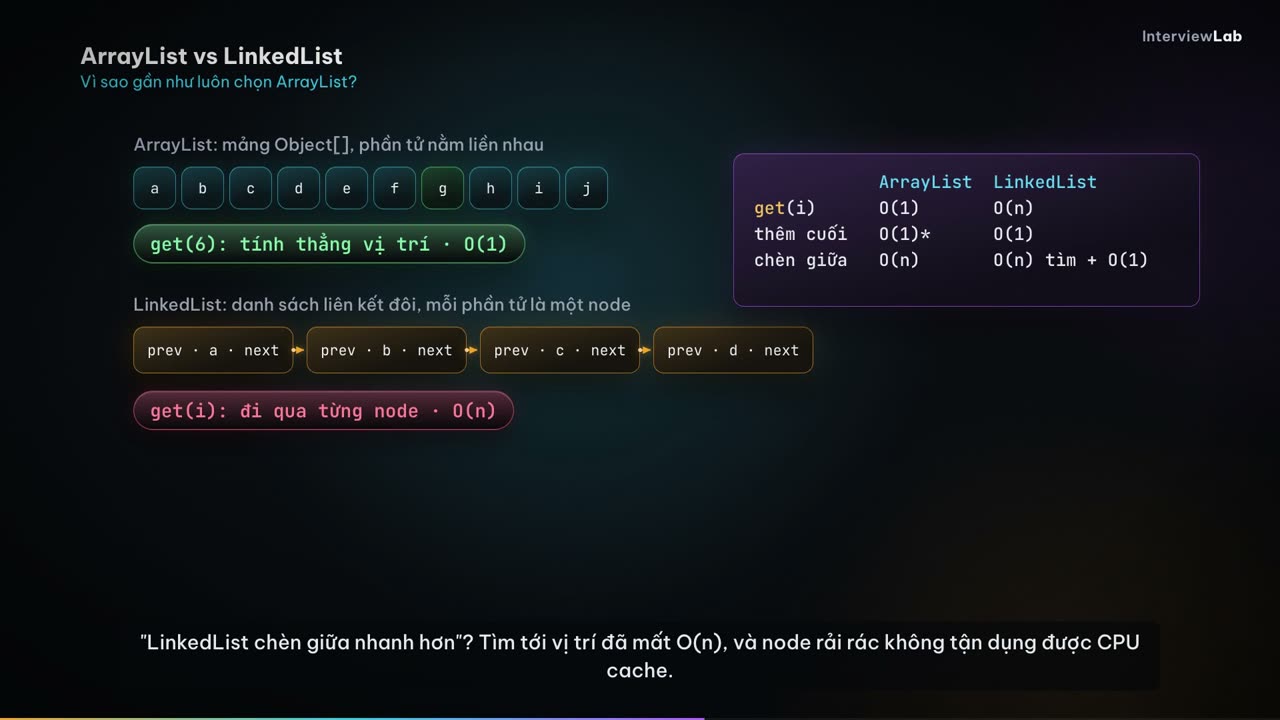 InterviewLab
ArrayList vs LinkedList
Vì sao gần như luôn chọn ArrayList?
ArrayList: mảng Object[], phần tử nằm liền nhau
a b c d e f g h i j
get(6): tính thẳng vị trí · O(1)
ArrayList LinkedList
get(i) O(1) O(n)
thêm cuối O(1)* O(1)
chèn giữa O(n) O(n) tìm + O(1)
LinkedList: danh sách liên kết đôi, mỗi phần tử là một node
prev · a · next prev · b · next prev · c · next prev · d · next
get(i): đi qua từng node · O(n)
"LinkedList chèn giữa nhanh hơn"? Tìm tới vị trí đã mất O(n), và node rải rác không tận dụng được CPU
cache.